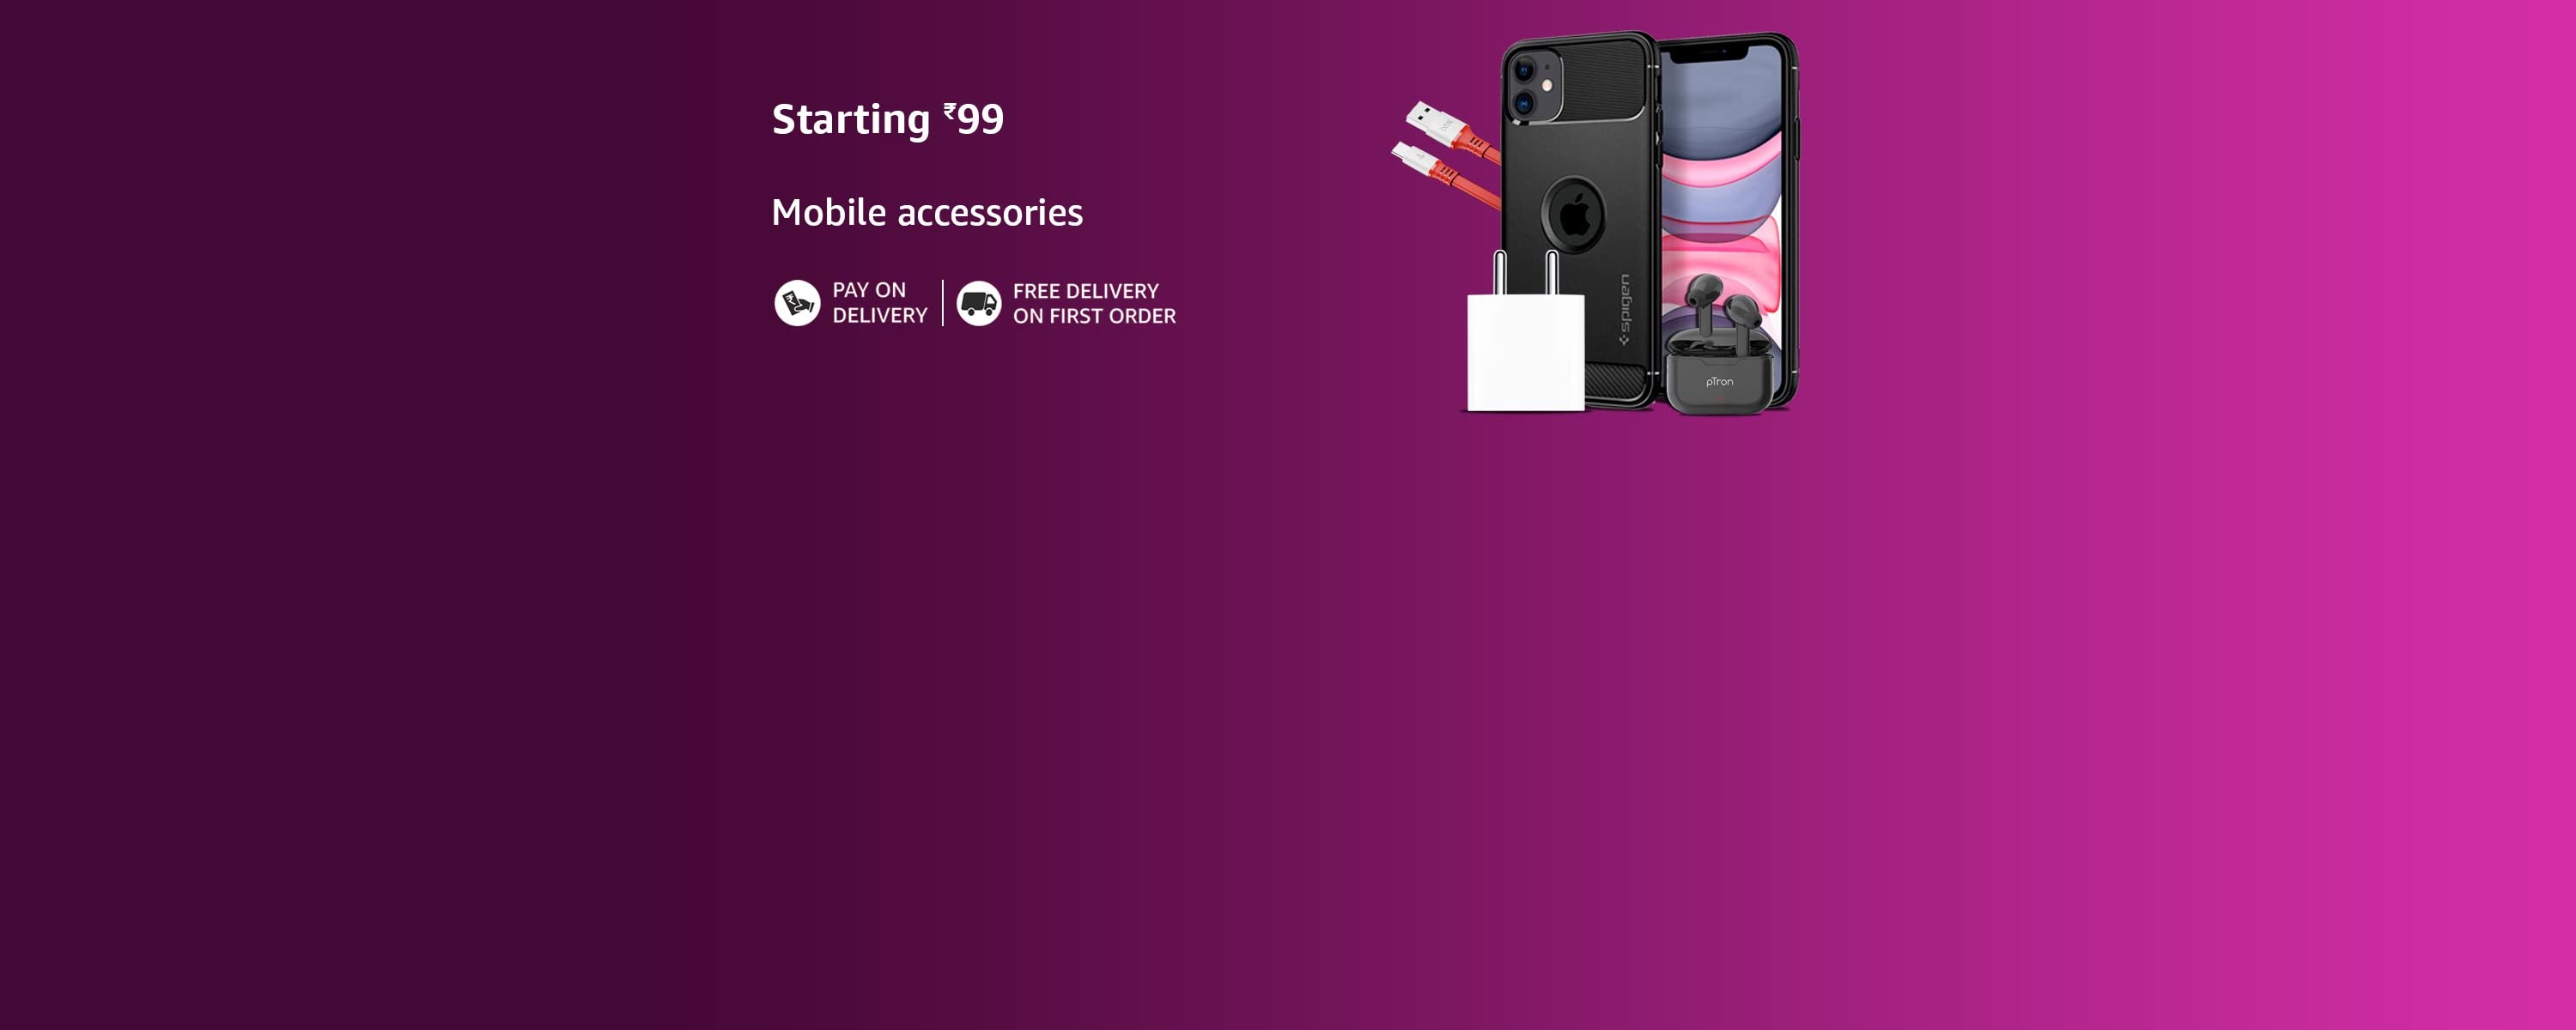 Starting ₹99
Mobile accessories
PAY ON
DELIVERY
FREE DELIVERY
ON FIRST ORDER
spigen
pTron